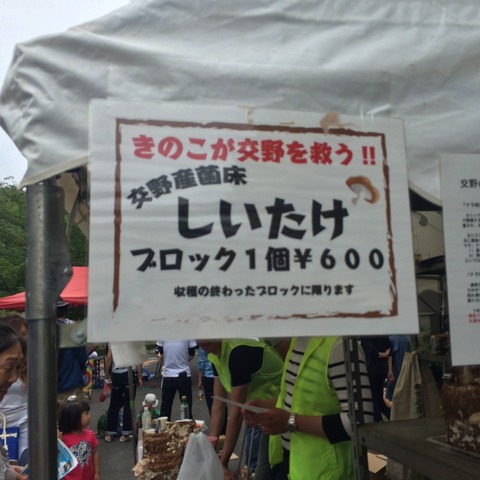 きのこが交野を救う!!
交野産菌床
しいたけ
ブロック1個￥600
収穫の終わったブロックに限ります